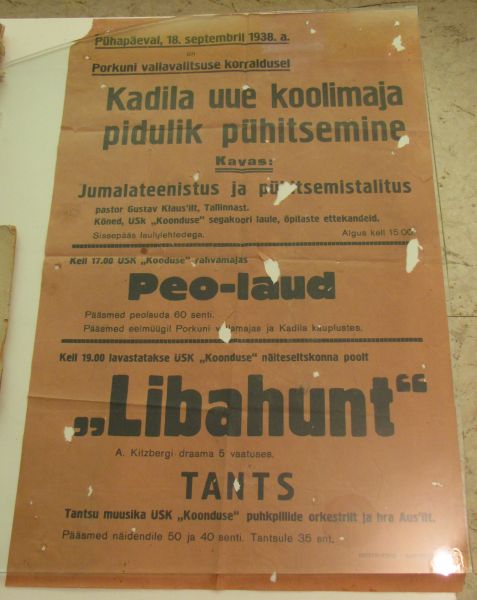 Pühapäeval, 18. septembril 1938. a.
on
Porkuni vallavalitsuse korraldusel
Kadila uue koolimaja
pidulik pühitsemine
Kavas:
Jumalateenistus ja pühitsemistalitus
pastor Gustav Klaus'ilt, Tallinnast.
Kõned, USK „Koonduse" segakoori laule, õpilaste ettekandeid.
Sissepääs laulylehtedega. Algus kell 15.00
Kell 17.00 USK „Kooduse" rahvamajas
Peo-laud
Pääsmed peolauda 60 senti.
Pääsmed eelmüügil Porkuni vallamajas ja Kadila kauplustes.
Kell 19.00 lavastatakse USK „Koonduse" näiteseltskonna poolt
„Libahunt"
A. Kitzbergi draama 5 vaatuses.
TANTS
Tantsu muusika USK „Koonduse" puhkpillide orkestrilt ja hra Aus'ilt.
Pääsmed näidendile 50 ja 40 senti. Tantsule 35 snt.